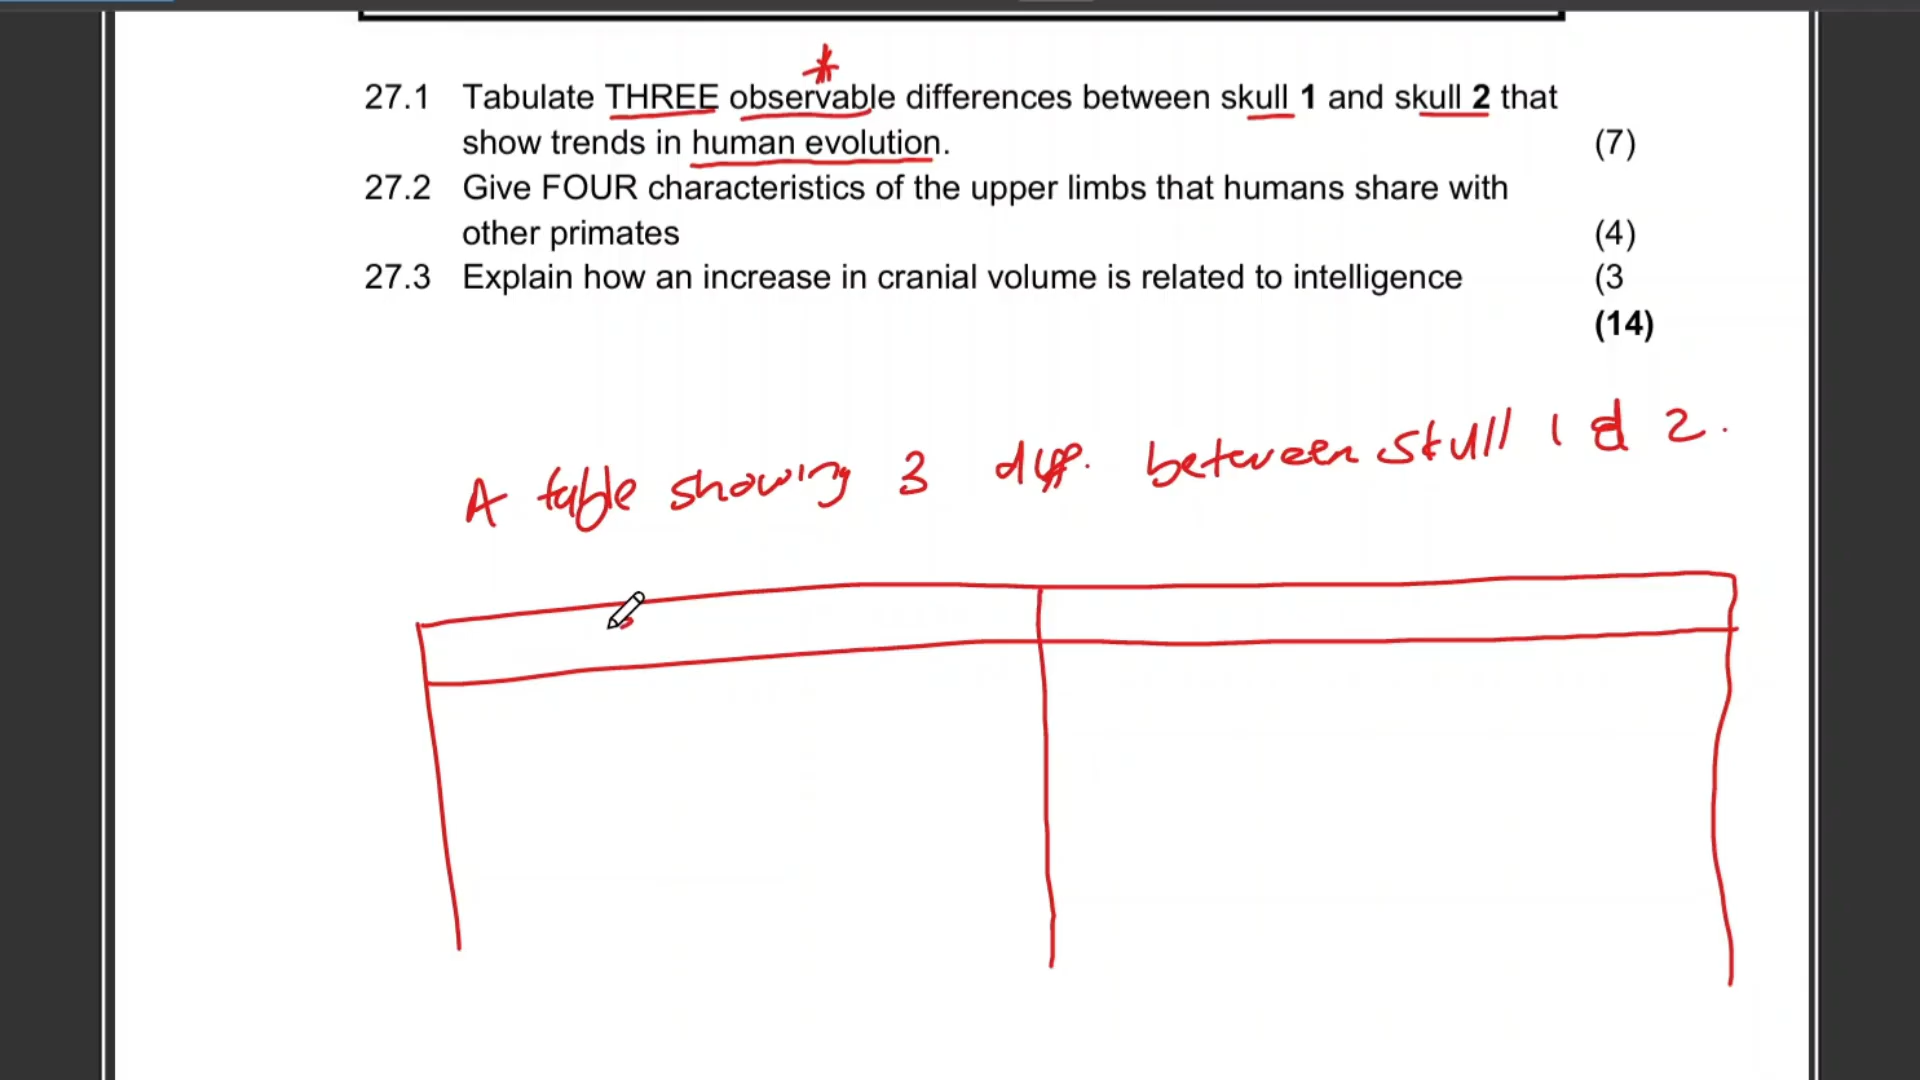 27.1 Tabulate THREE observable differences between skull 1 and skull 2 that
show trends in human evolution. (7)
27.2 Give FOUR characteristics of the upper limbs that humans share with
other primates (4)
27.3 Explain how an increase in cranial volume is related to intelligence (3
(14)
A table showing 3 diff. between skull 1 & 2.